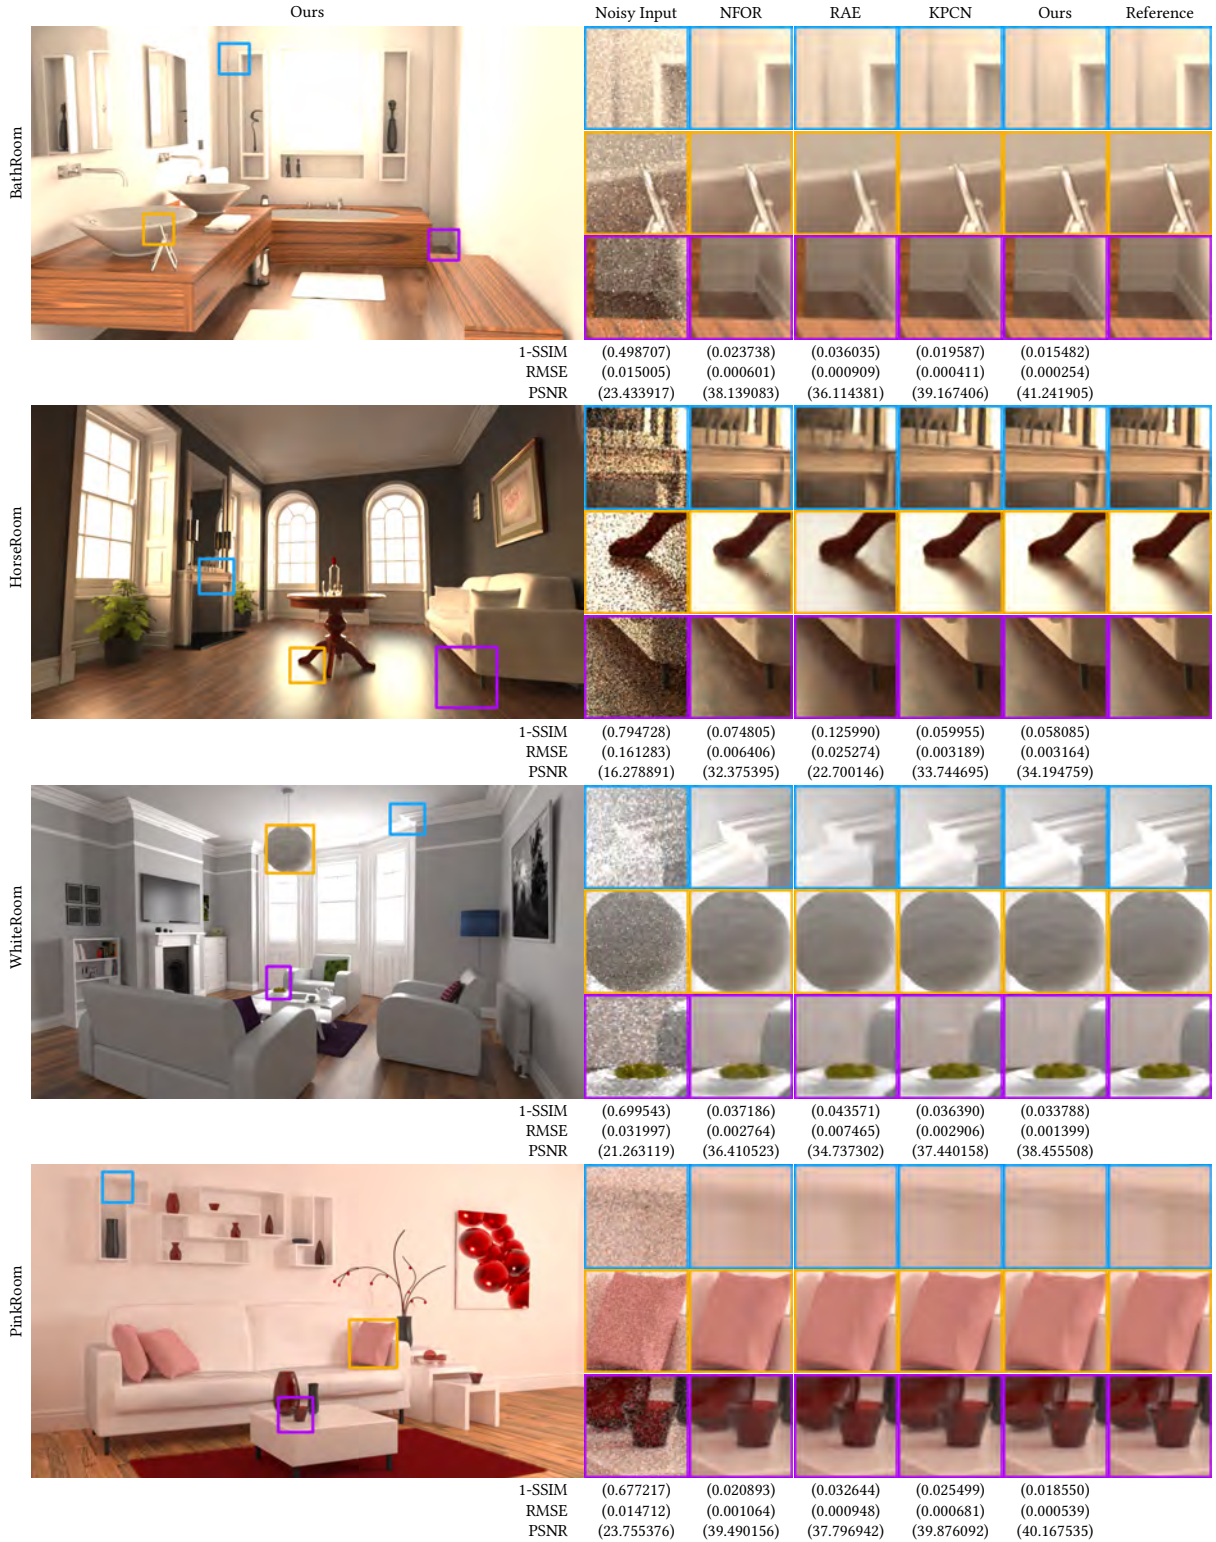 Ours Noisy Input NFOR RAE KPCN Ours Reference
BathRoom
1-SSIM (0.498707) (0.023738) (0.036035) (0.019587) (0.015482)
RMSE (0.015005) (0.000601) (0.000909) (0.000411) (0.000254)
PSNR (23.433917) (38.139083) (36.114381) (39.167406) (41.241905)
HorseRoom
1-SSIM (0.794728) (0.074805) (0.125990) (0.059955) (0.058085)
RMSE (0.161283) (0.006406) (0.025274) (0.003189) (0.003164)
PSNR (16.278891) (32.375395) (22.700146) (33.744695) (34.194759)
WhiteRoom
1-SSIM (0.699543) (0.037186) (0.043571) (0.036390) (0.033788)
RMSE (0.031997) (0.002764) (0.007465) (0.002906) (0.001399)
PSNR (21.263119) (36.410523) (34.737302) (37.440158) (38.455508)
PinkRoom
1-SSIM (0.677217) (0.020893) (0.032644) (0.025499) (0.018550)
RMSE (0.014712) (0.001064) (0.000948) (0.000681) (0.000539)
PSNR (23.755376) (39.490156) (37.796942) (39.876092) (40.167535)